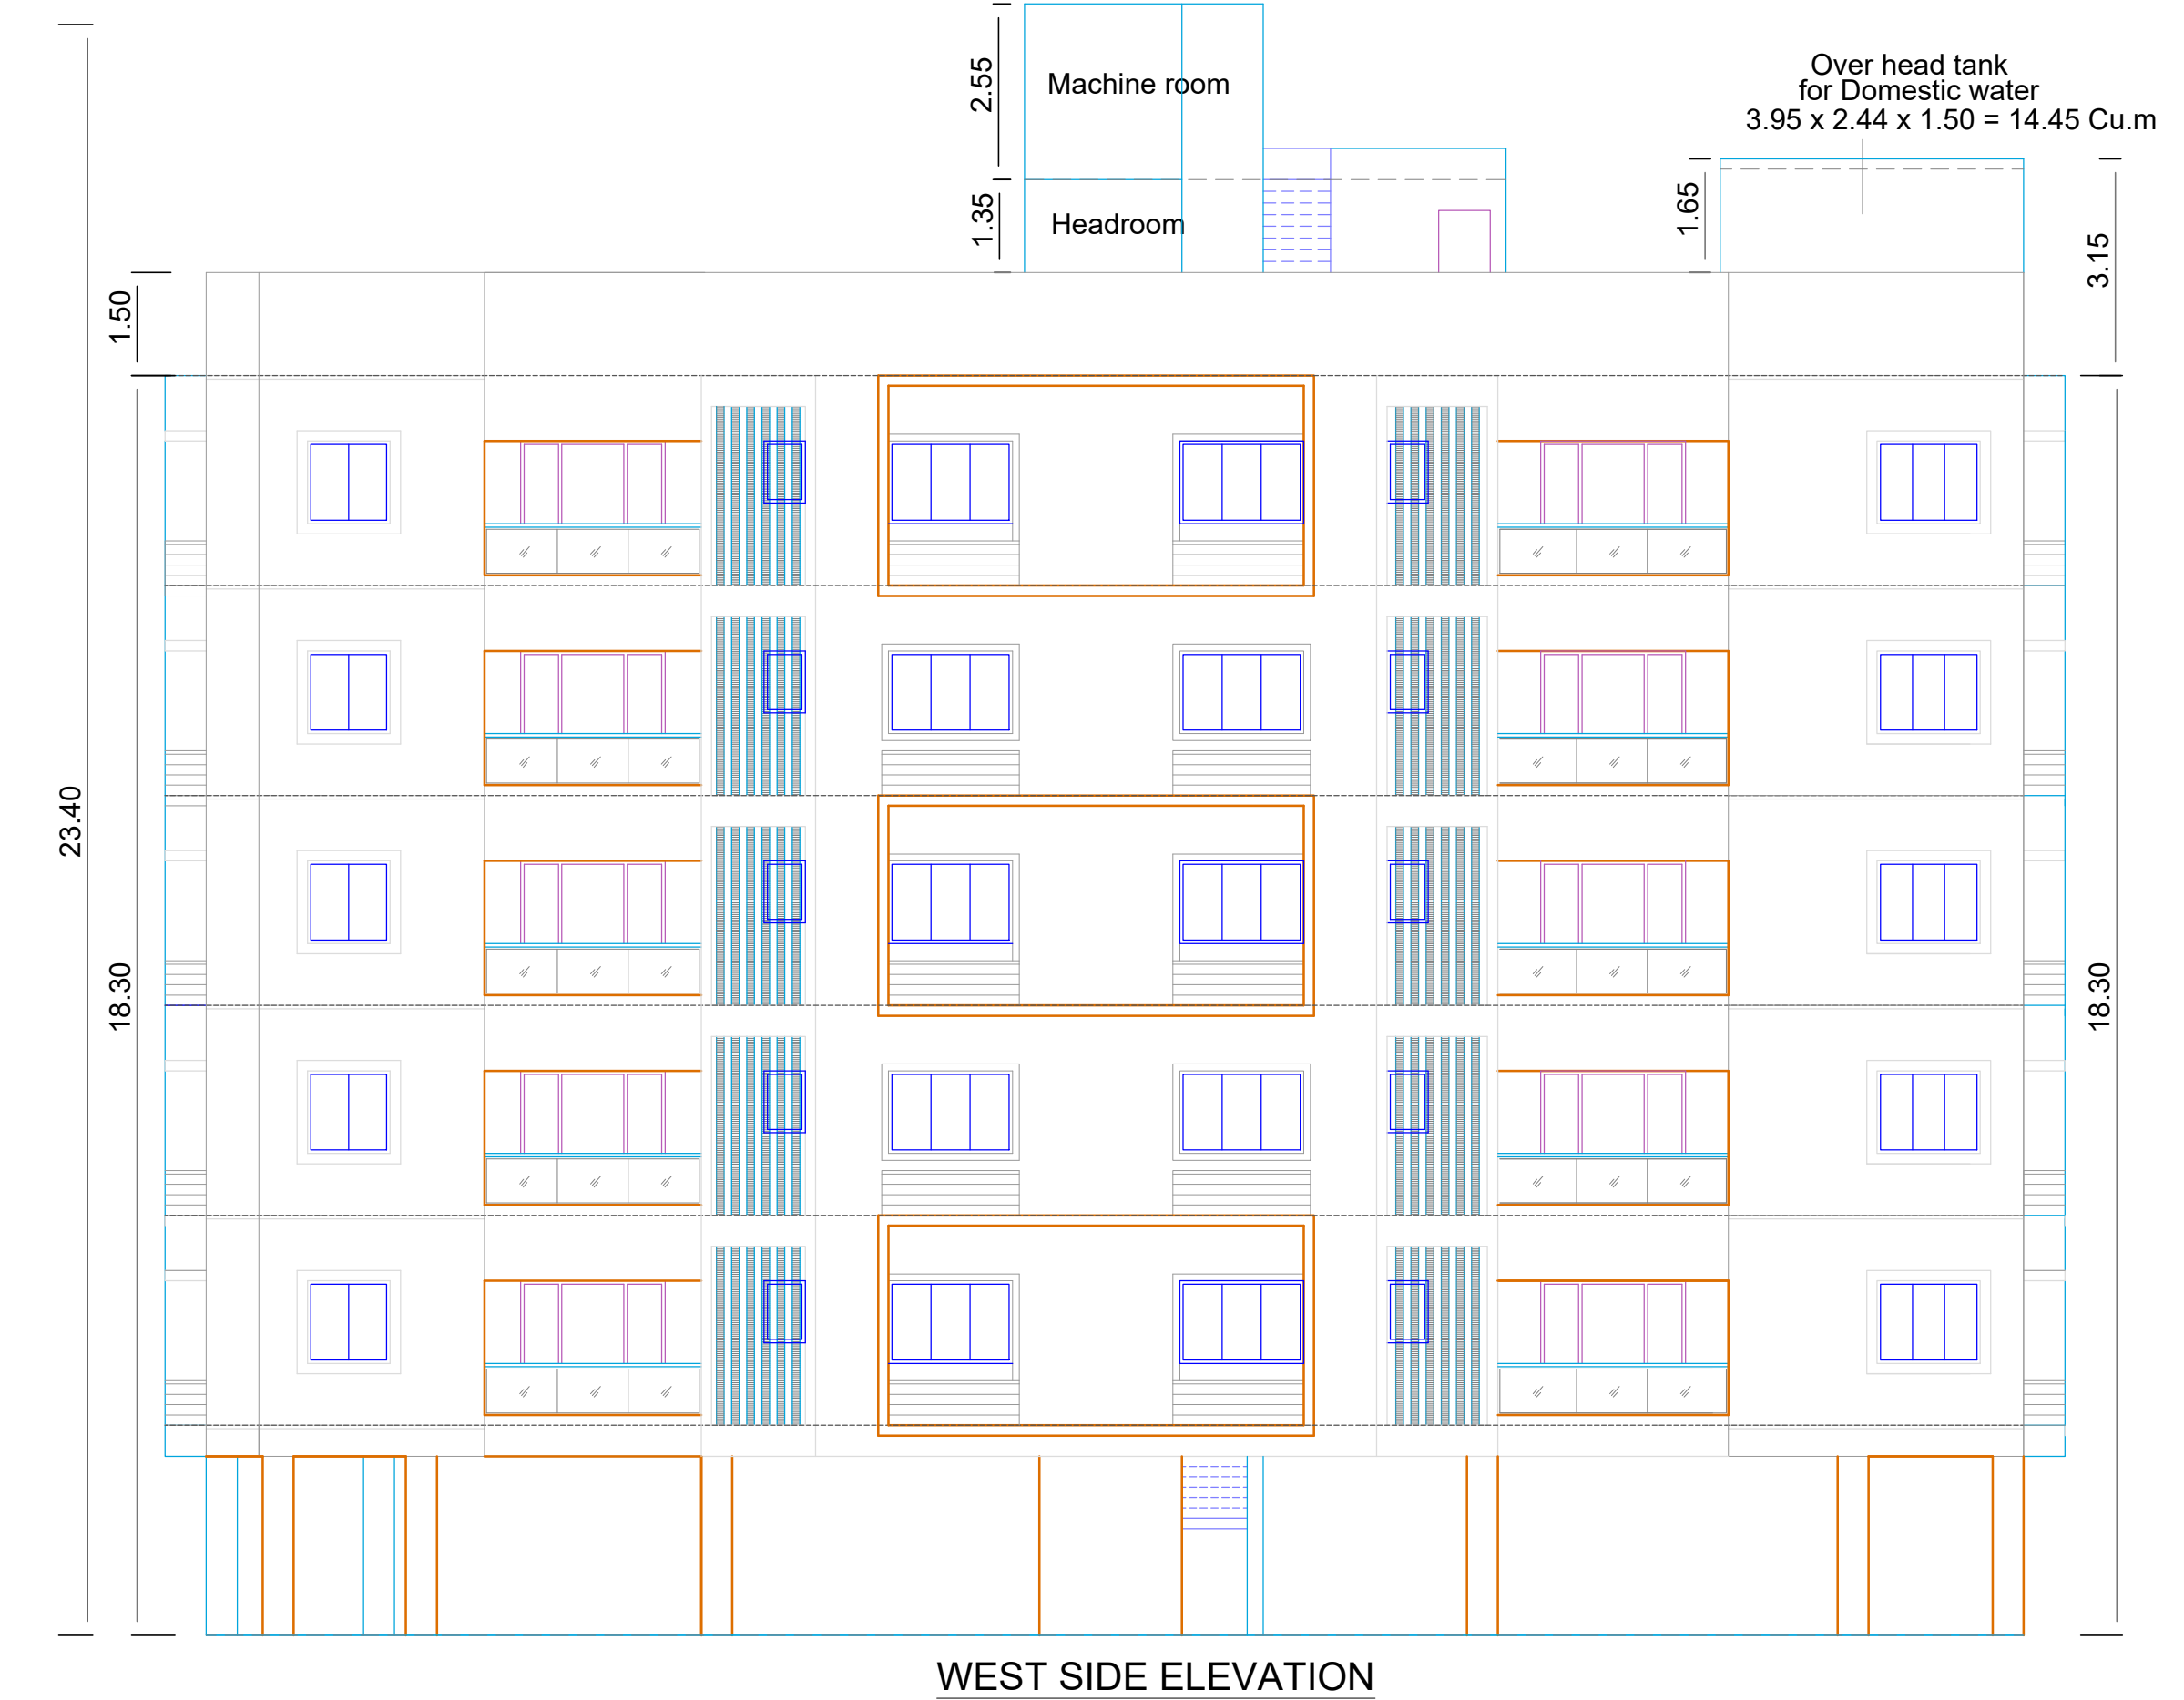 2.55
Machine room
Over head tank
for Domestic water
3.95 x 2.44 x 1.50 = 14.45 Cu.m
1.35
Headroom
1.65
3.15
1.50
23.40
18.30
18.30
WEST SIDE ELEVATION